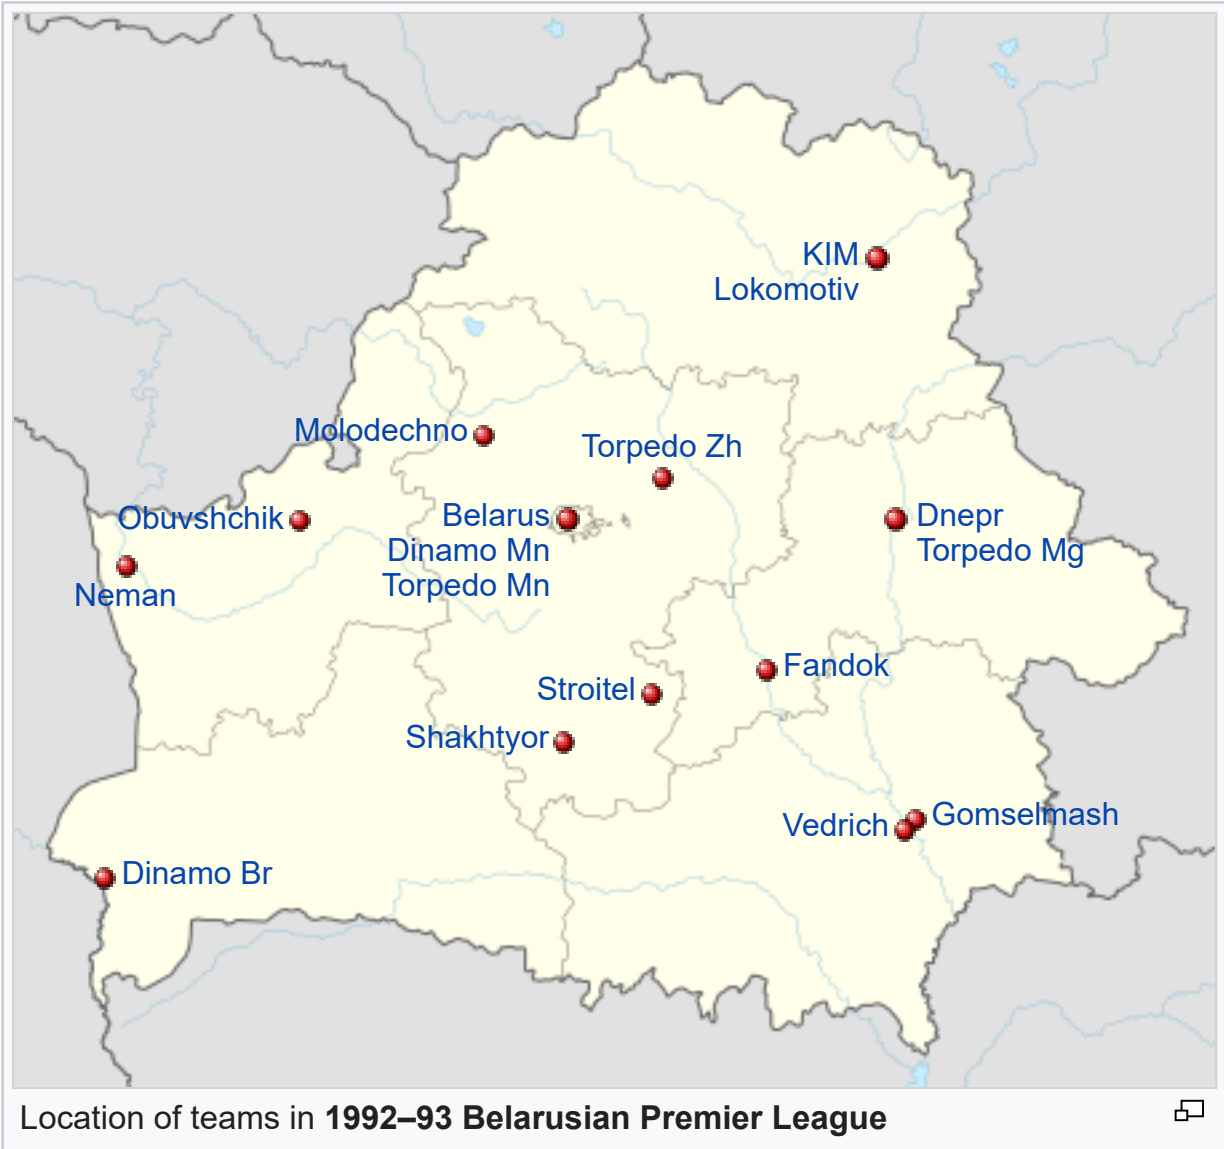 KIM
Lokomotiv
Molodechno
Torpedo Zh
Obuvshchik
Belarus
Dinamo Mn
Torpedo Mn
Dnepr
Torpedo Mg
Neman
Fandok
Stroitel
Shakhtyor
Vedrich
Gomselmash
Dinamo Br
Location of teams in 1992–93 Belarusian Premier League